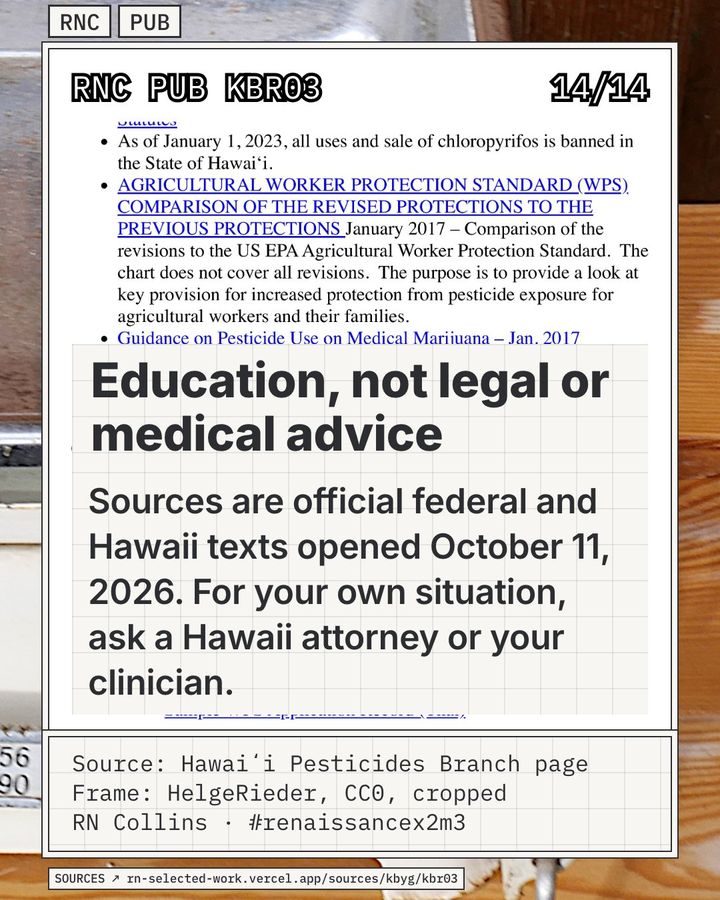 RNC PUB
RNC PUB KBR03 14/14
Statutes
• As of January 1, 2023, all uses and sale of chloropyrifos is banned in
the State of Hawaiʻi.
• AGRICULTURAL WORKER PROTECTION STANDARD (WPS)
COMPARISON OF THE REVISED PROTECTIONS TO THE
PREVIOUS PROTECTIONS January 2017 – Comparison of the
revisions to the US EPA Agricultural Worker Protection Standard. The
chart does not cover all revisions. The purpose is to provide a look at
key provision for increased protection from pesticide exposure for
agricultural workers and their families.
• Guidance on Pesticide Use on Medical Marijuana – Jan. 2017
Education, not legal or
medical advice
Sources are official federal and
Hawaii texts opened October 11,
2026. For your own situation,
ask a Hawaii attorney or your
clinician.
Source: Hawaiʻi Pesticides Branch page
Frame: HelgeRieder, CC0, cropped
RN Collins · #renaissancex2m3
56
90
SOURCES ↗ rn-selected-work.vercel.app/sources/kbyg/kbr03